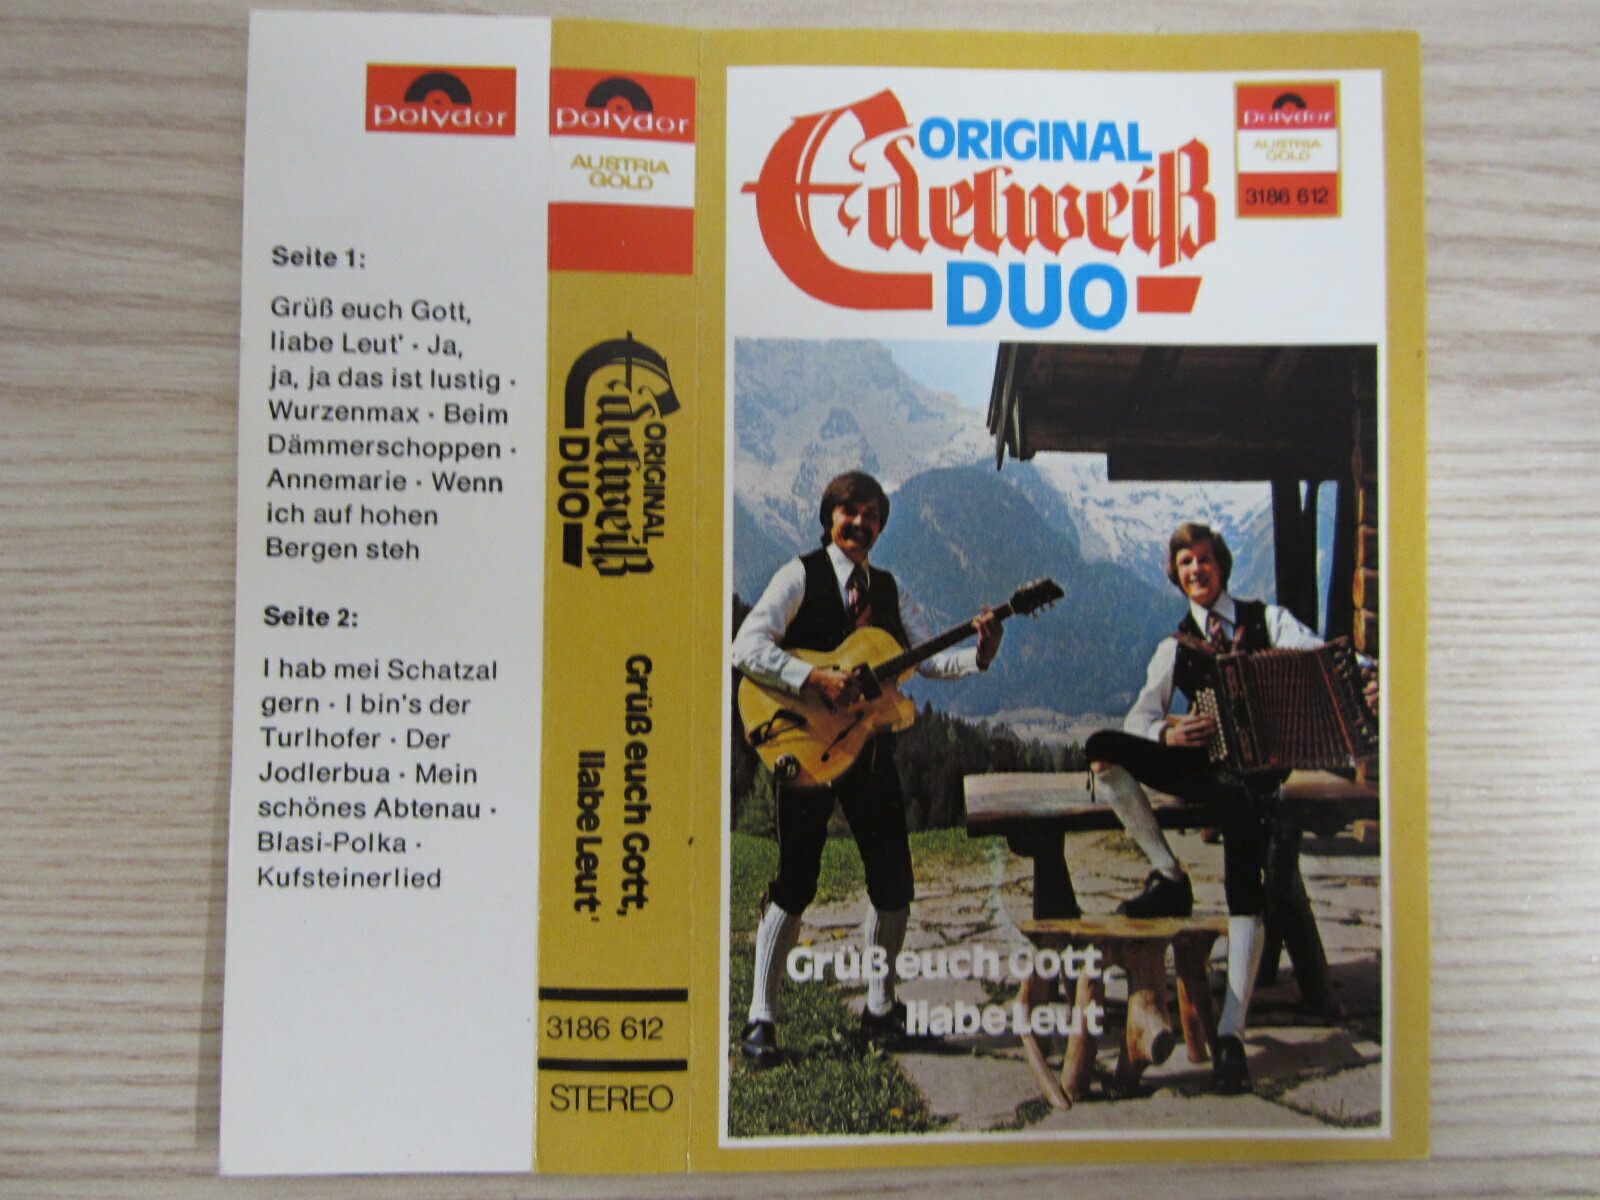 polydor
Seite 1:
Grüß euch Gott,
liabe Leut' · Ja,
ja, ja das ist lustig ·
Wurzenmax · Beim
Dämmerschoppen ·
Annemarie · Wenn
ich auf hohen
Bergen steh
Seite 2:
I hab mei Schatzal
gern · I bin's der
Turlhofer · Der
Jodlerbua · Mein
schönes Abtenau ·
Blasi-Polka ·
Kufsteinerlied
polydor
AUSTRIA
GOLD
ORIGINAL
Edelweiß
DUO
Grüß euch Gott,
liabe Leut'
3186 612
STEREO
ORIGINAL
Edelweiß
DUO
polydor
AUSTRIA
GOLD
3186 612
Grüß euch Gott,
liabe Leut